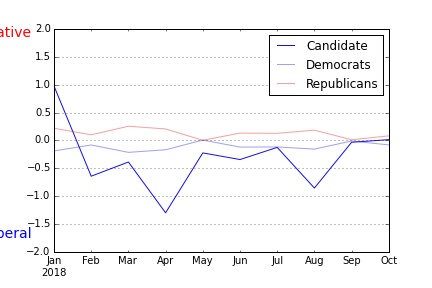 ative
beral
2.0
1.5
1.0
0.5
0.0
−0.5
−1.0
−1.5
−2.0
Candidate
Democrats
Republicans
Jan Feb Mar Apr May Jun Jul Aug Sep Oct
2018